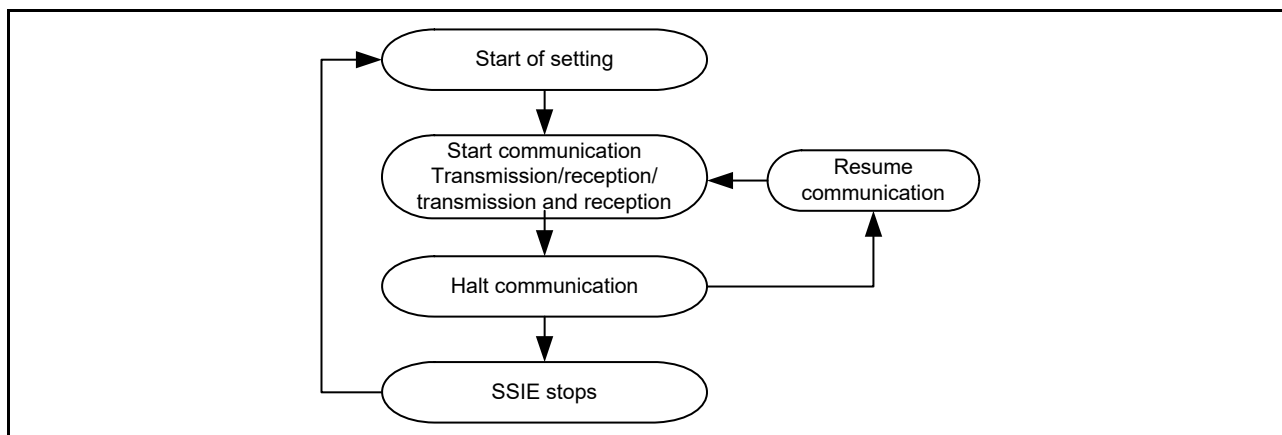 Start of setting
Start communication
Transmission/reception/
transmission and reception
Resume
communication
Halt communication
SSIE stops